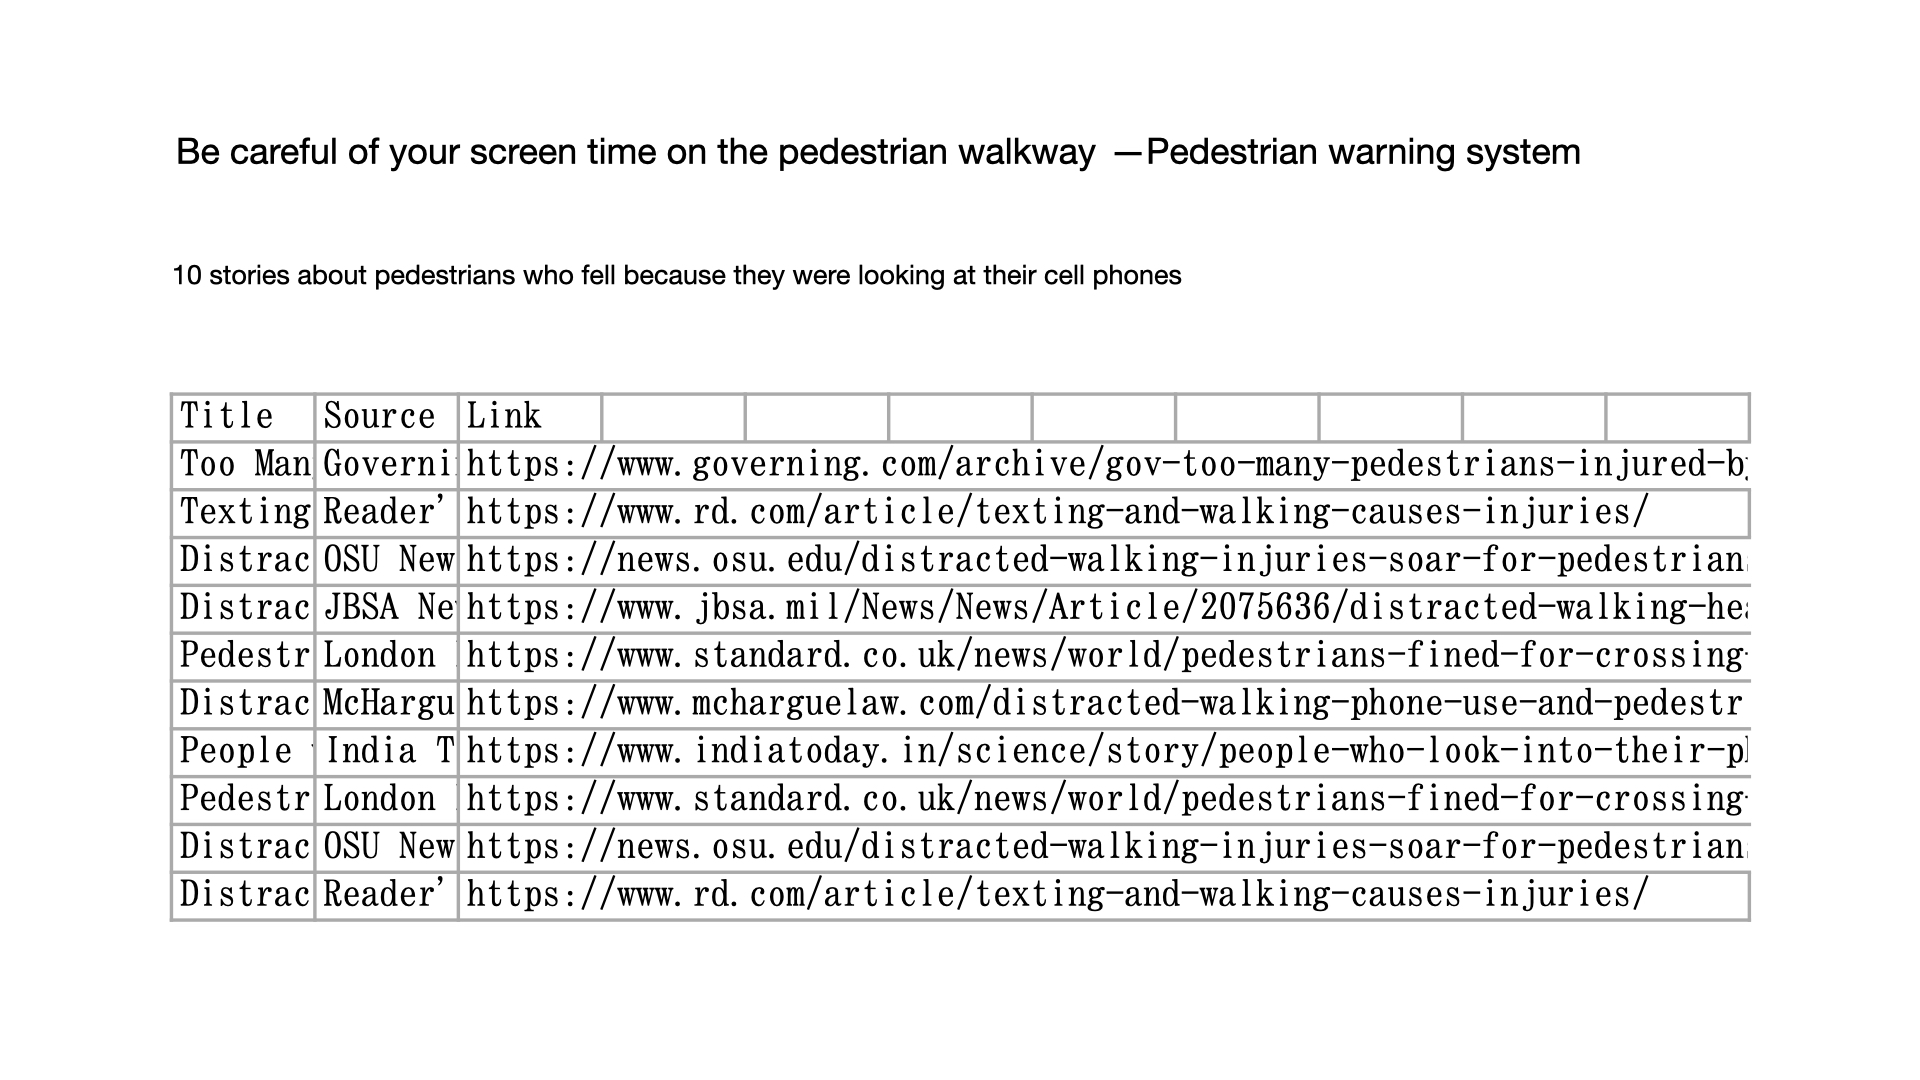 Be careful of your screen time on the pedestrian walkway —Pedestrian warning system
10 stories about pedestrians who fell because they were looking at their cell phones
Title Source Link
Too Man Governi https://www.governing.com/archive/gov-too-many-pedestrians-injured-b
Texting Reader’ https://www.rd.com/article/texting-and-walking-causes-injuries/
Distrac OSU New https://news.osu.edu/distracted-walking-injuries-soar-for-pedestrian
Distrac JBSA Ne https://www.jbsa.mil/News/News/Article/2075636/distracted-walking-hea
Pedestr London https://www.standard.co.uk/news/world/pedestrians-fined-for-crossing-
Distrac McHargu https://www.mcharguelaw.com/distracted-walking-phone-use-and-pedestr
People India T https://www.indiatoday.in/science/story/people-who-look-into-their-p
Pedestr London https://www.standard.co.uk/news/world/pedestrians-fined-for-crossing-
Distrac OSU New https://news.osu.edu/distracted-walking-injuries-soar-for-pedestrian
Distrac Reader’ https://www.rd.com/article/texting-and-walking-causes-injuries/